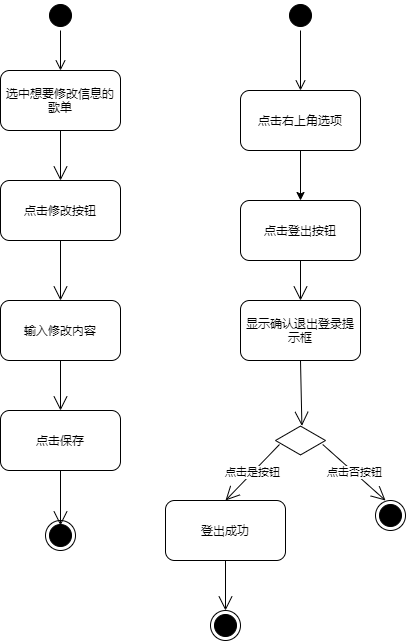 选中想要修改信息的
歌单
点击修改按钮
输入修改内容
点击保存
点击右上角选项
点击登出按钮
显示确认退出登录提
示框
点击是按钮
点击否按钮
登出成功